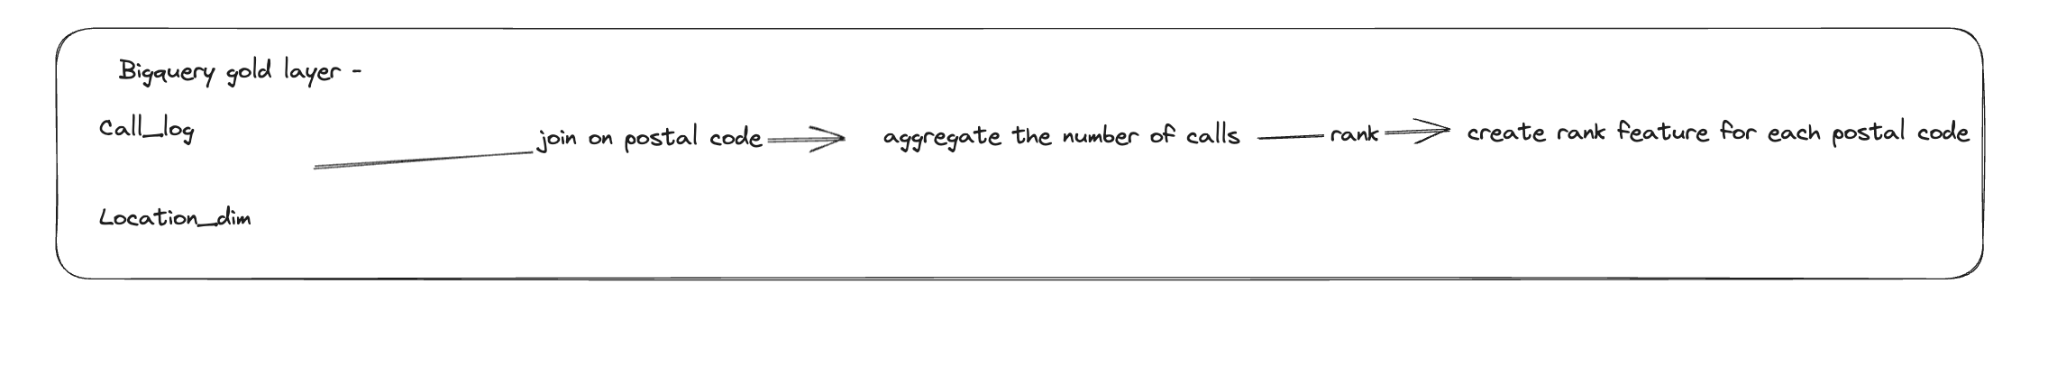 Bigquery gold layer -
Call_log
join on postal code
aggregate the number of calls
rank
create rank feature for each postal code
Location_dim